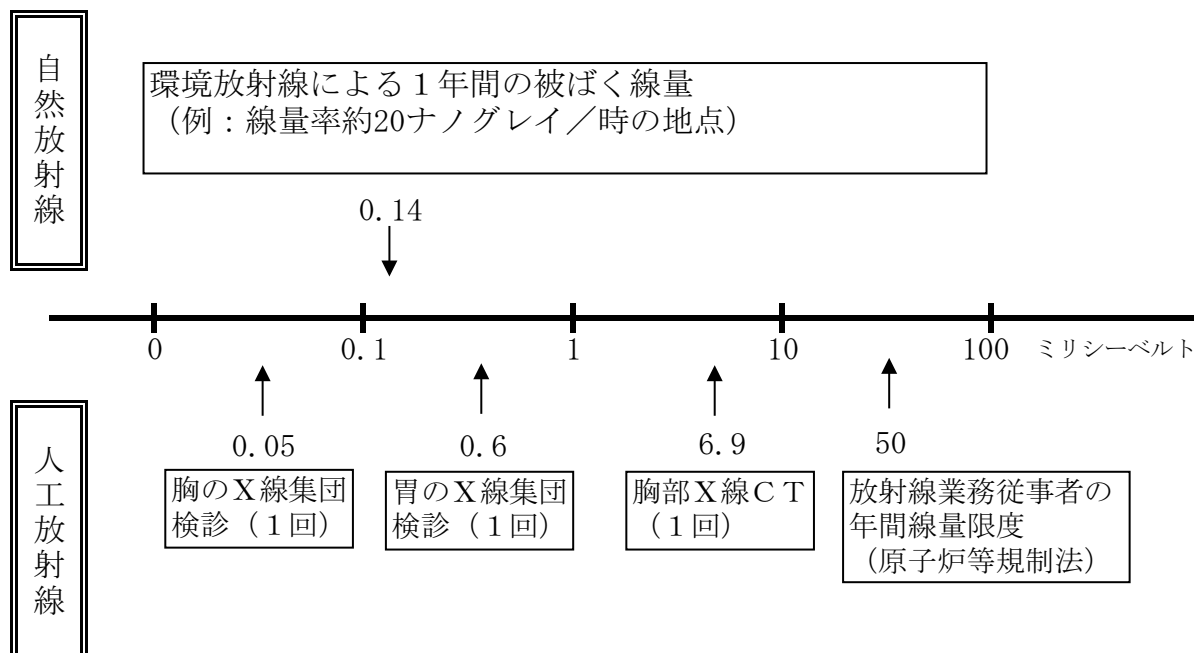 自然放射線
環境放射線による１年間の被ばく線量
（例：線量率約20ナノグレイ／時の地点）
0.14
0
0.1
1
10
100
ミリシーベルト
0.05
0.6
6.9
50
人工放射線
胸のＸ線集団
検診（１回）
胃のＸ線集団
検診（１回）
胸部Ｘ線ＣＴ
（１回）
放射線業務従事者の
年間線量限度
（原子炉等規制法）